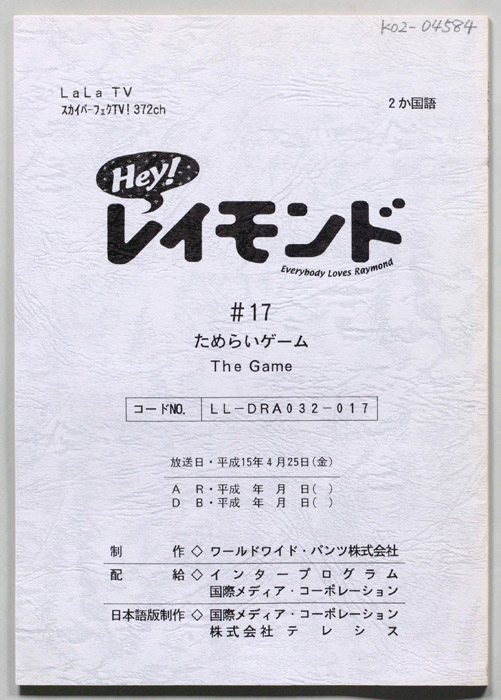 K02-04584
LaLa TV
スカイパーフェクTV! 372ch
2か国語
Hey!
レイモンド
Everybody Loves Raymond
#17
ためらいゲーム
The Game
コードNO. LL-DRA032-017
放送日・平成15年4月25日(金)
A R・平成 年 月 日( )
D B・平成 年 月 日( )
制 作◇ワールドワイド・パンツ株式会社
配 給◇インタープログラム
国際メディア・コーポレーション
日本語版制作◇国際メディア・コーポレーション
株式会社テレシス